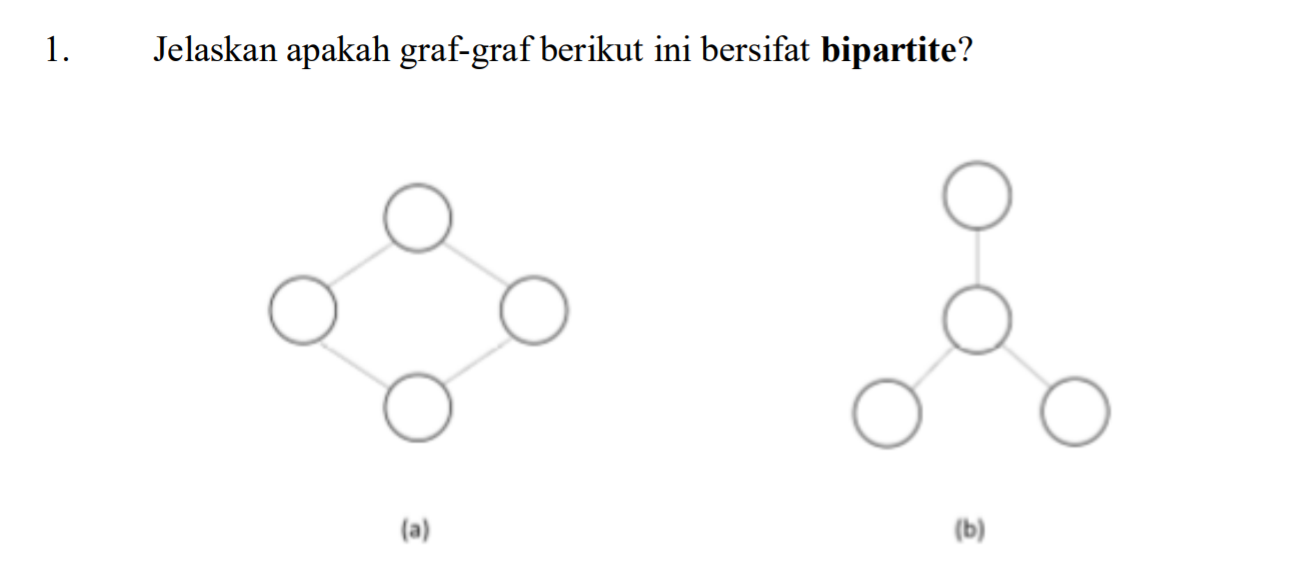 1. Jelaskan apakah graf-graf berikut ini bersifat bipartite?
(a) (b)